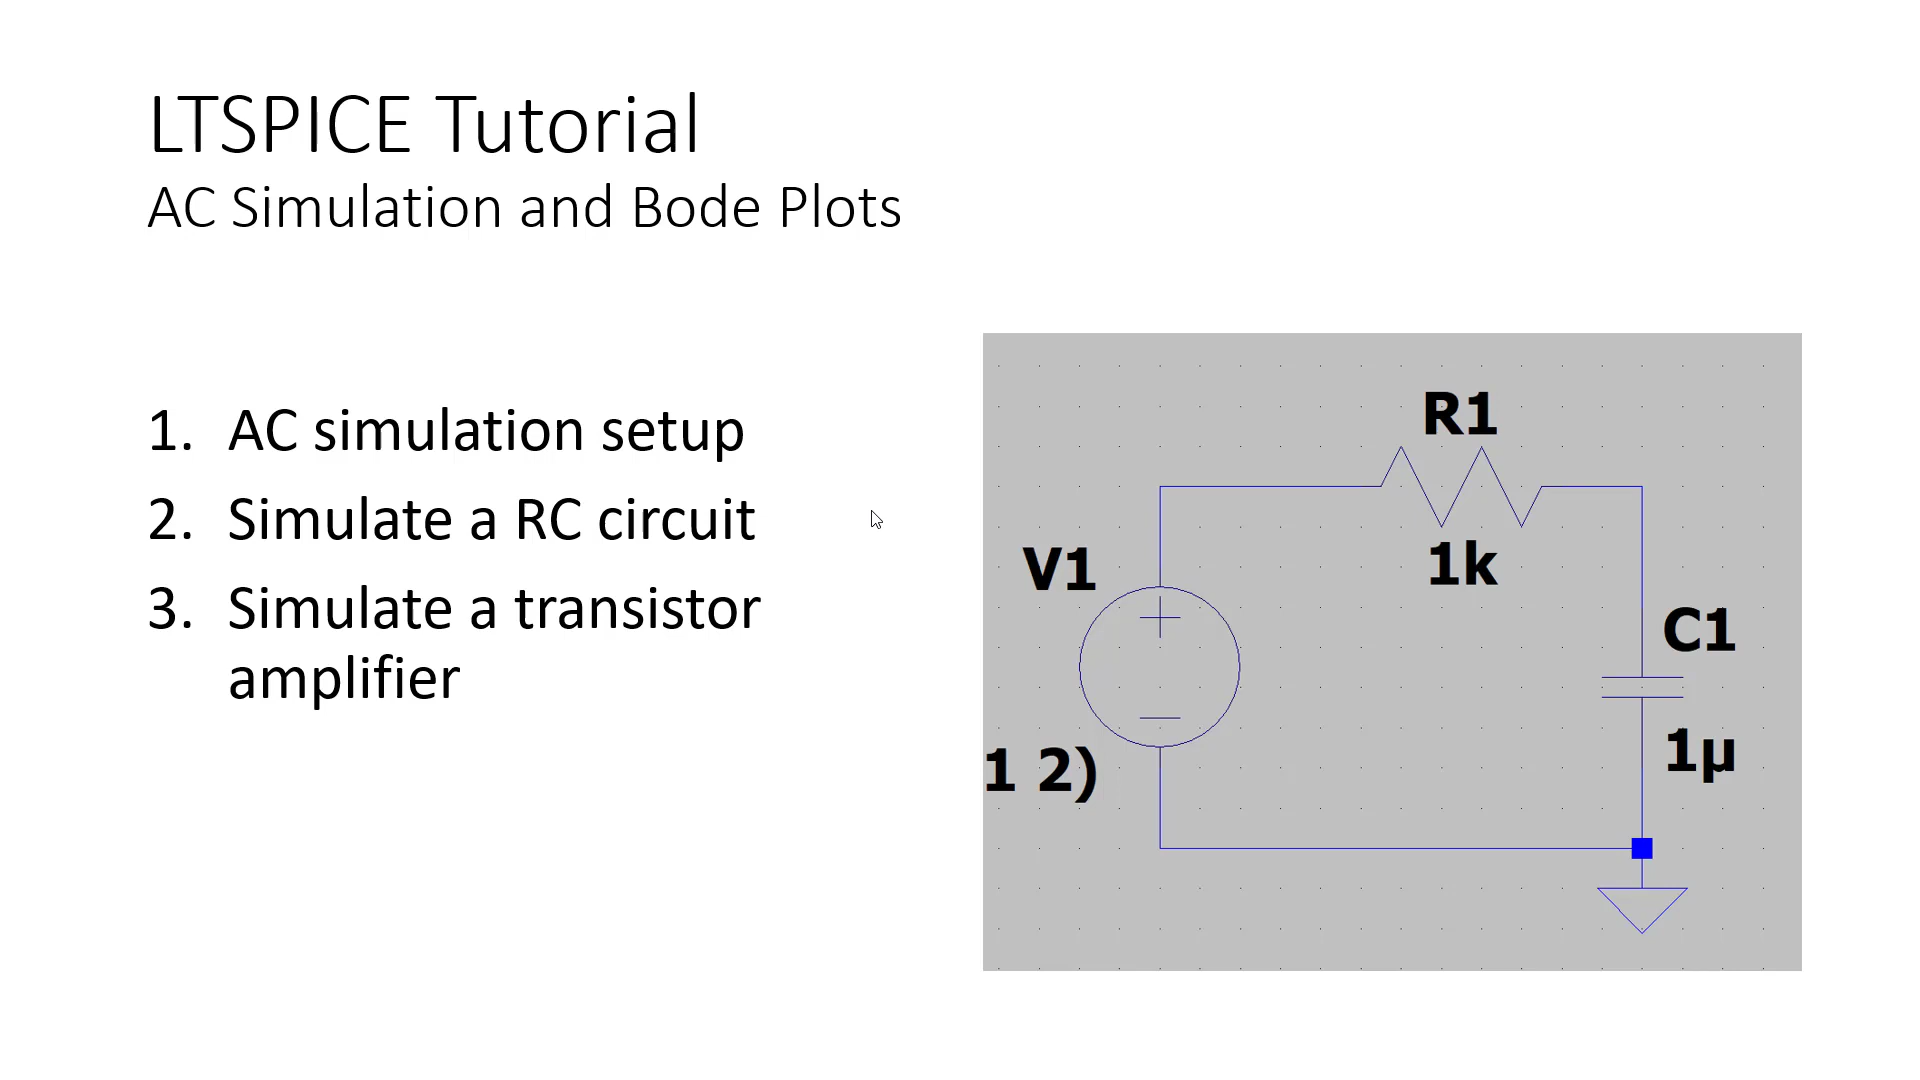 LTSPICE Tutorial
AC Simulation and Bode Plots
1. AC simulation setup
2. Simulate a RC circuit
3. Simulate a transistor
amplifier
R1
1k
V1
C1
1 2)
1µ